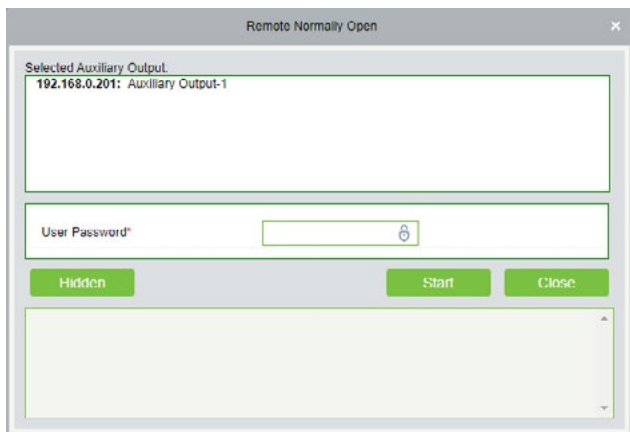 Remote Normally Open
Selected Auxiliary Output:
192.168.0.201: Auxiliary Output-1
User Password*
Hidden Start Close